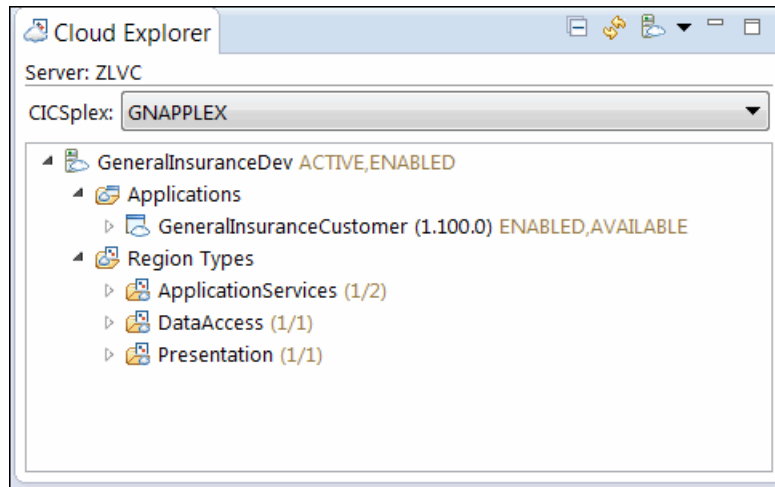 Cloud Explorer
Server: ZLVC
CICSplex: GNAPPLEX
GeneralInsuranceDev ACTIVE,ENABLED
Applications
GeneralInsuranceCustomer (1.100.0) ENABLED,AVAILABLE
Region Types
ApplicationServices (1/2)
DataAccess (1/1)
Presentation (1/1)